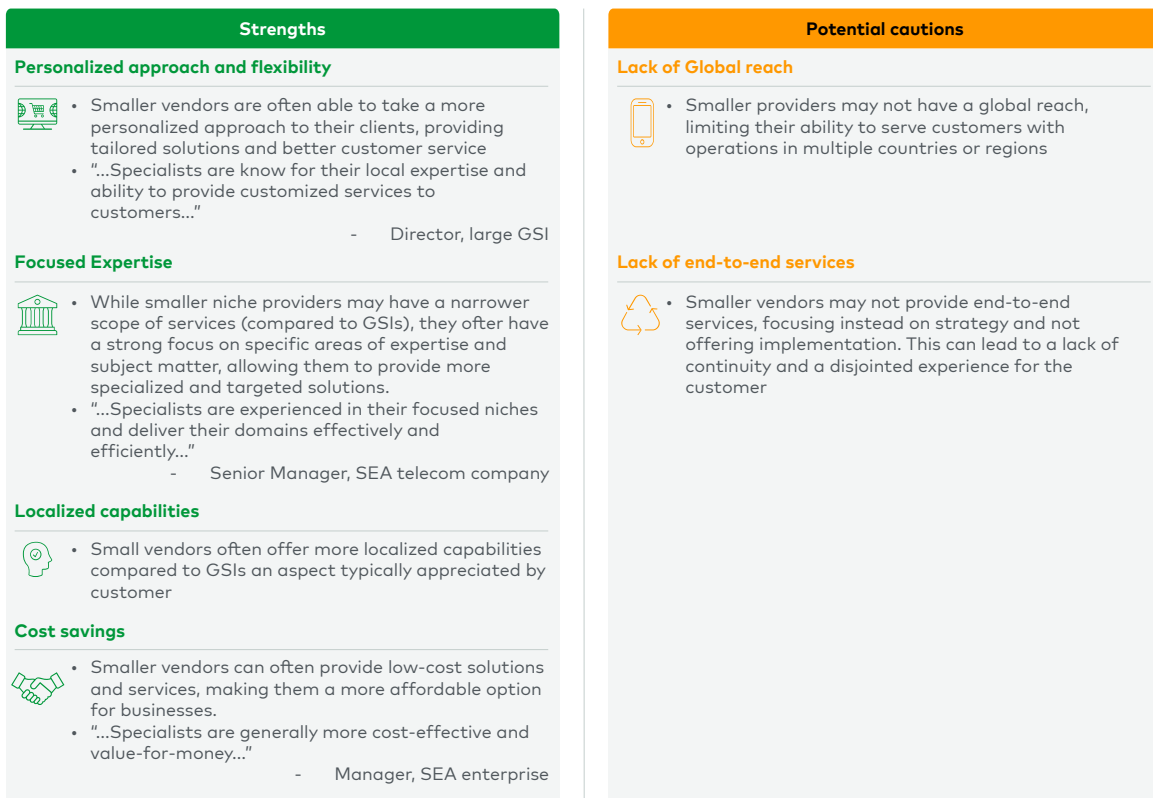 Strengths
Personalized approach and flexibility
• Smaller vendors are often able to take a more
personalized approach to their clients, providing
tailored solutions and better customer service
• “...Specialists are know for their local expertise and
ability to provide customized services to
customers...”
- Director, large GSI
Focused Expertise
• While smaller niche providers may have a narrower
scope of services (compared to GSIs), they ofter have
a strong focus on specific areas of expertise and
subject matter, allowing them to provide more
specialized and targeted solutions.
• “...Specialists are experienced in their focused niches
and deliver their domains effectively and
efficiently...”
- Senior Manager, SEA telecom company
Localized capabilities
• Small vendors often offer more localized capabilities
compared to GSIs an aspect typically appreciated by
customer
Cost savings
• Smaller vendors can often provide low-cost solutions
and services, making them a more affordable option
for businesses.
• “...Specialists are generally more cost-effective and
value-for-money...”
- Manager, SEA enterprise
Potential cautions
Lack of Global reach
• Smaller providers may not have a global reach,
limiting their ability to serve customers with
operations in multiple countries or regions
Lack of end-to-end services
• Smaller vendors may not provide end-to-end
services, focusing instead on strategy and not
offering implementation. This can lead to a lack of
continuity and a disjointed experience for the
customer